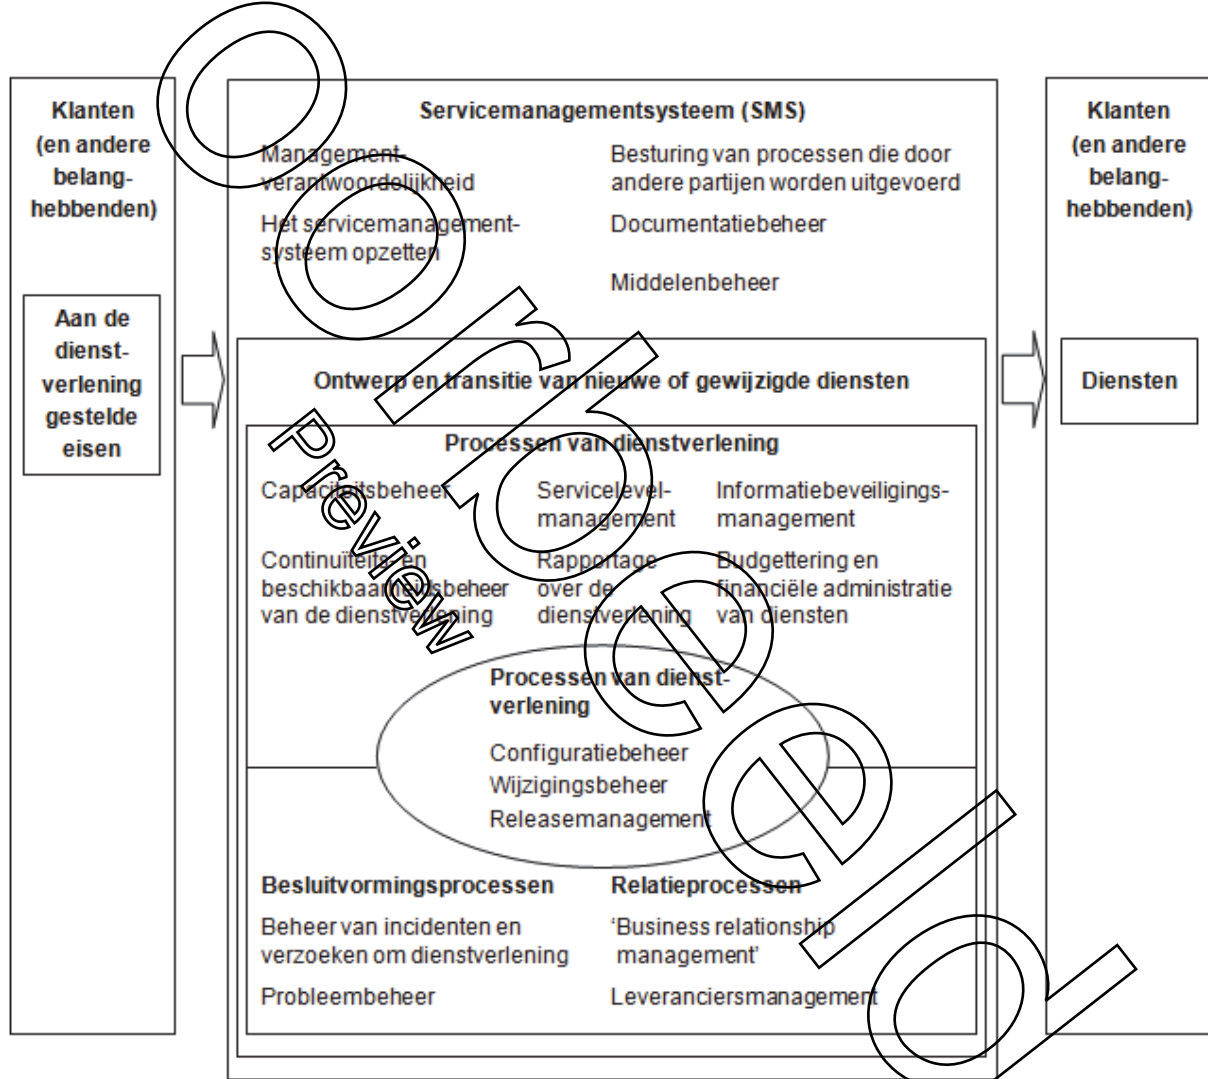 Klanten
(en andere
belang-
hebbenden)
Aan de
dienst-
verlening
gestelde
eisen
Servicemanagementsysteem (SMS)
Management-
verantwoordelijkheid
Het servicemanagement-
systeem opzetten
Besturing van processen die door
andere partijen worden uitgevoerd
Documentatiebeheer
Middelenbeheer
Ontwerp en transitie van nieuwe of gewijzigde diensten
Processen van dienstverlening
Capaciteitsbeheer
Servicelevel-
management
Informatiebeveiligings-
management
Continuïteits- en
beschikbaarheidsbeheer
van de dienstverlening
Rapportage
over de
dienstverlening
Budgettering en
financiële administratie
van diensten
Processen van dienst-
verlening
Configuratiebeheer
Wijzigingsbeheer
Releasemanagement
Besluitvormingsprocessen
Beheer van incidenten en
verzoeken om dienstverlening
Probleembeheer
Relatieprocessen
‘Business relationship
management’
Leveranciersmanagement
Klanten
(en andere
belang-
hebbenden)
Diensten
Voorbeeld
Preview